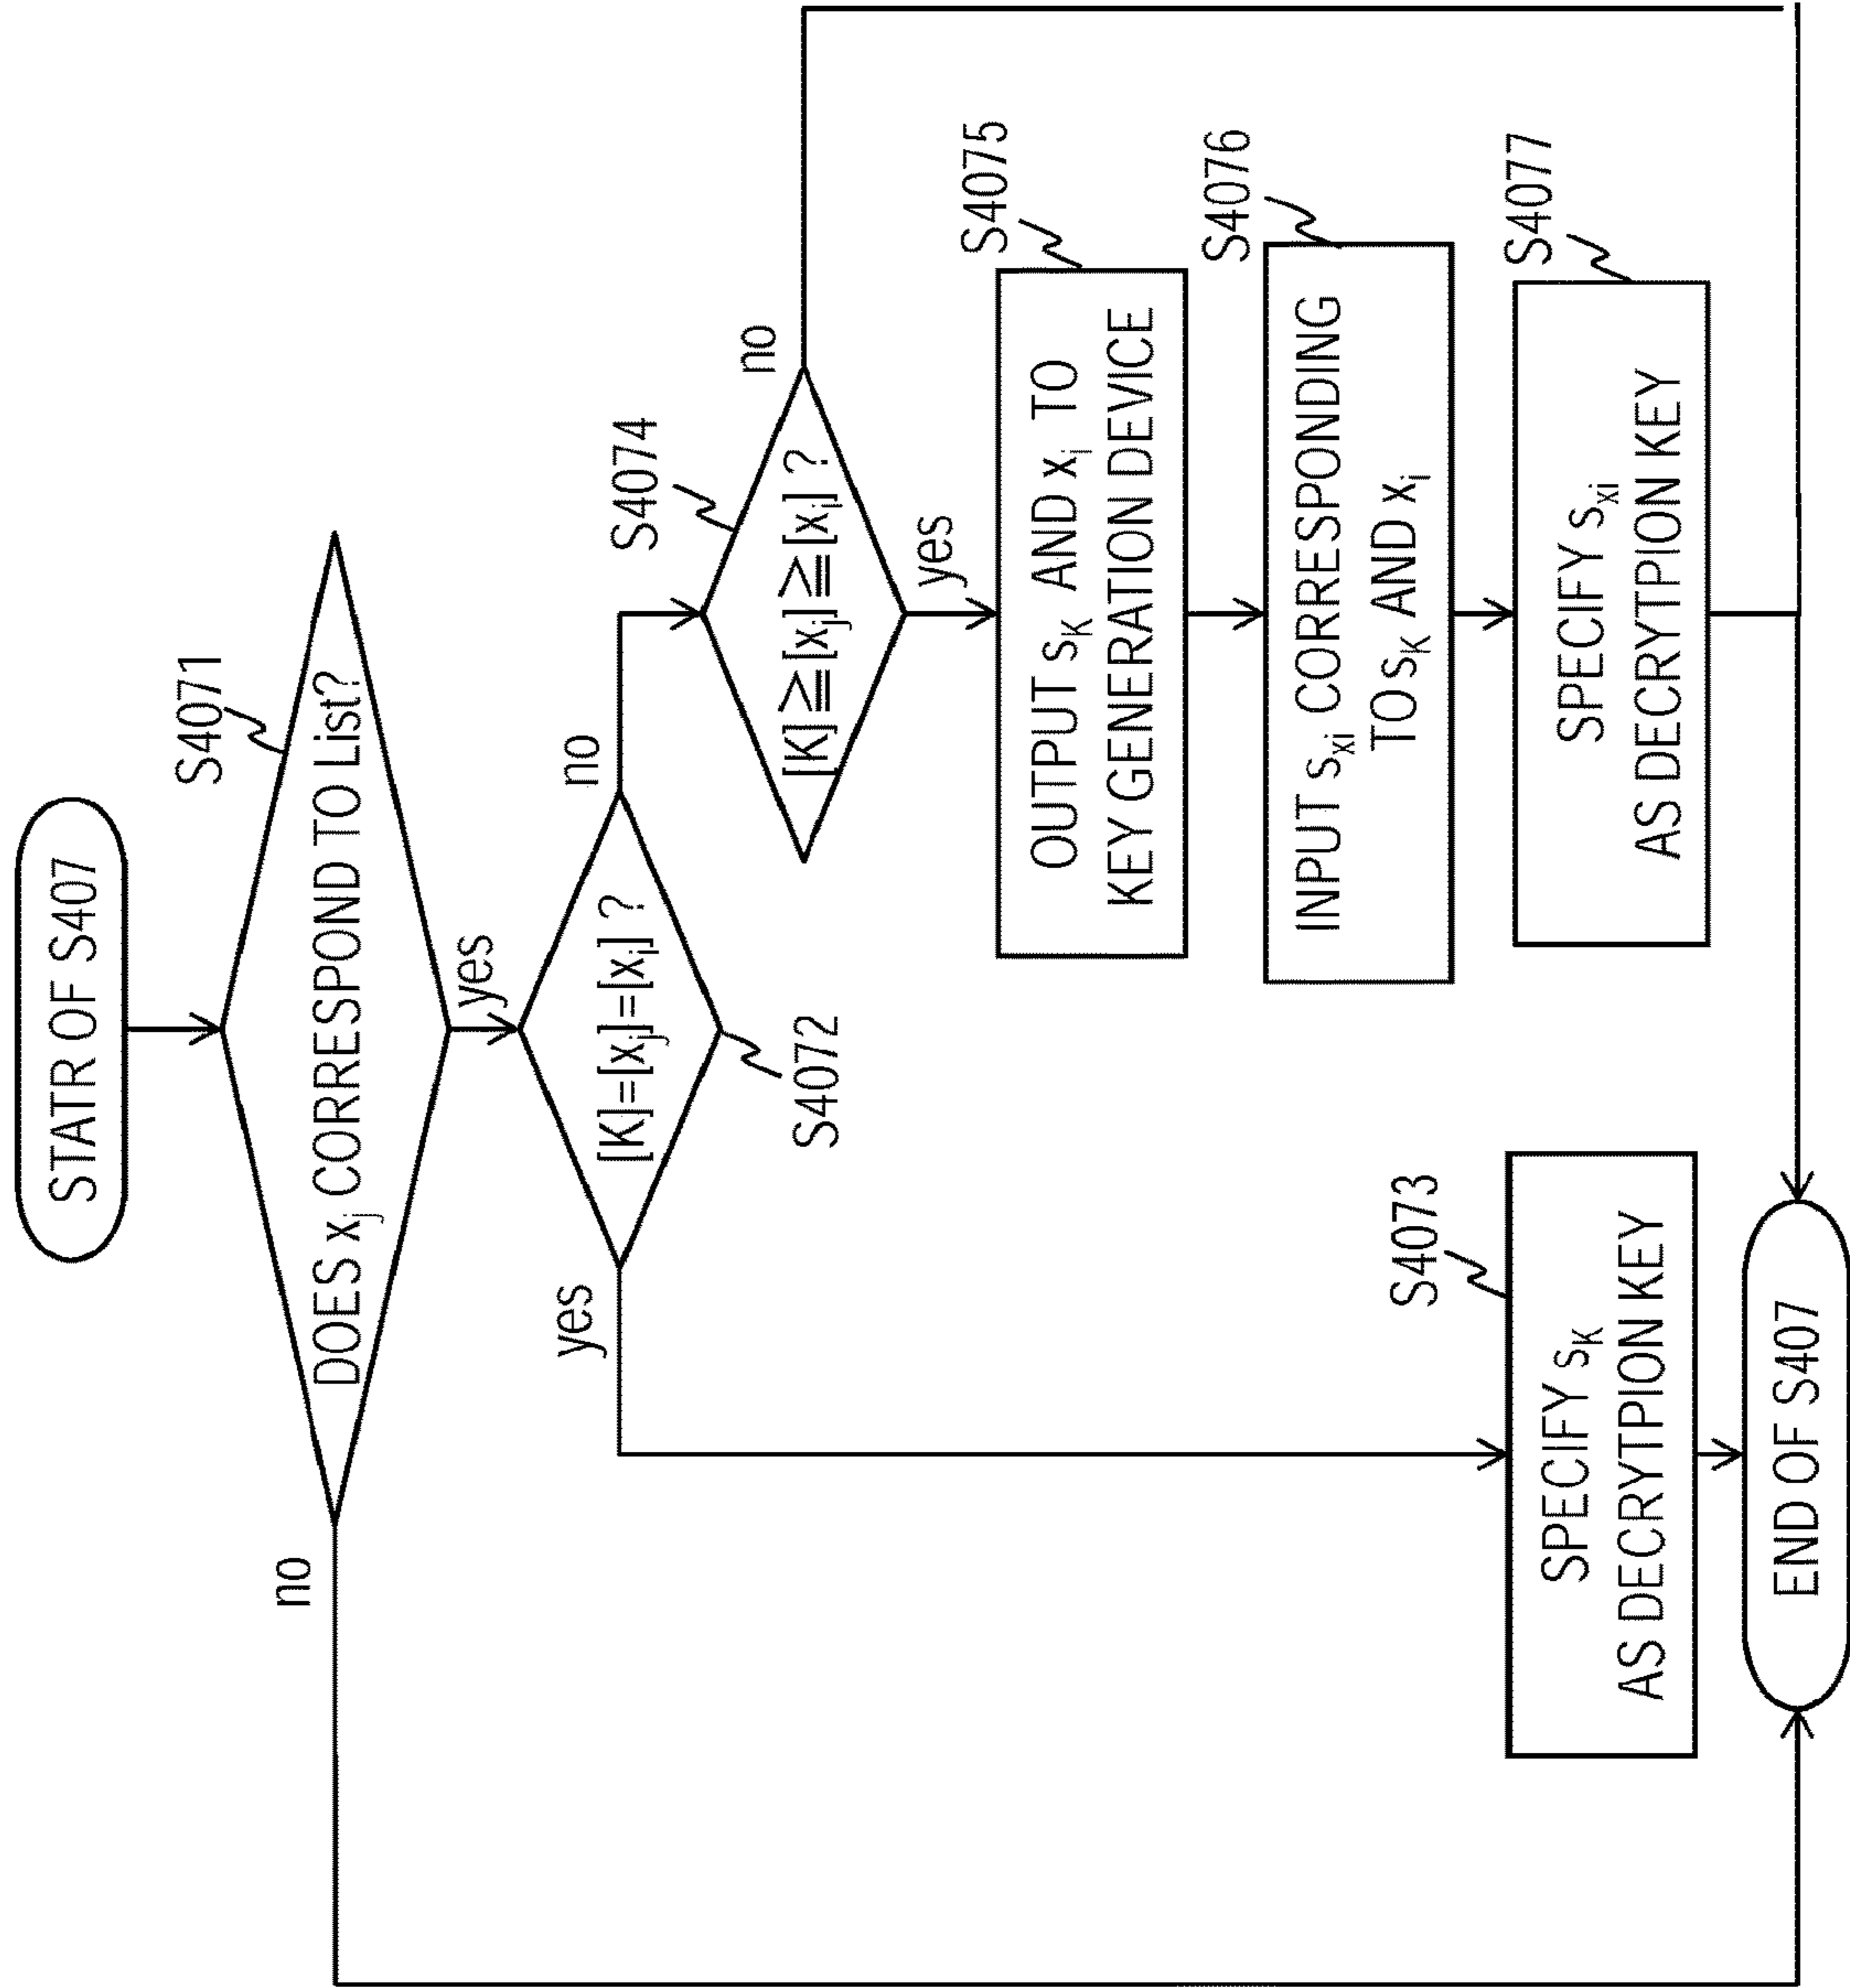 STATR OF S407
S4071
DOES xj CORRESPOND TO List?
no
yes
[K]=[xj]=[xi] ?
S4072
yes
no
S4074
[K]≧[xj]≧[xi] ?
no
yes
S4075
OUTPUT sK AND xi TO
KEY GENERATION DEVICE
S4076
INPUT sxi CORRESPONDING
TO sK AND xi
S4077
SPECIFY sxi
AS DECRYTPION KEY
S4073
SPECIFY sK
AS DECRYTPION KEY
END OF S407